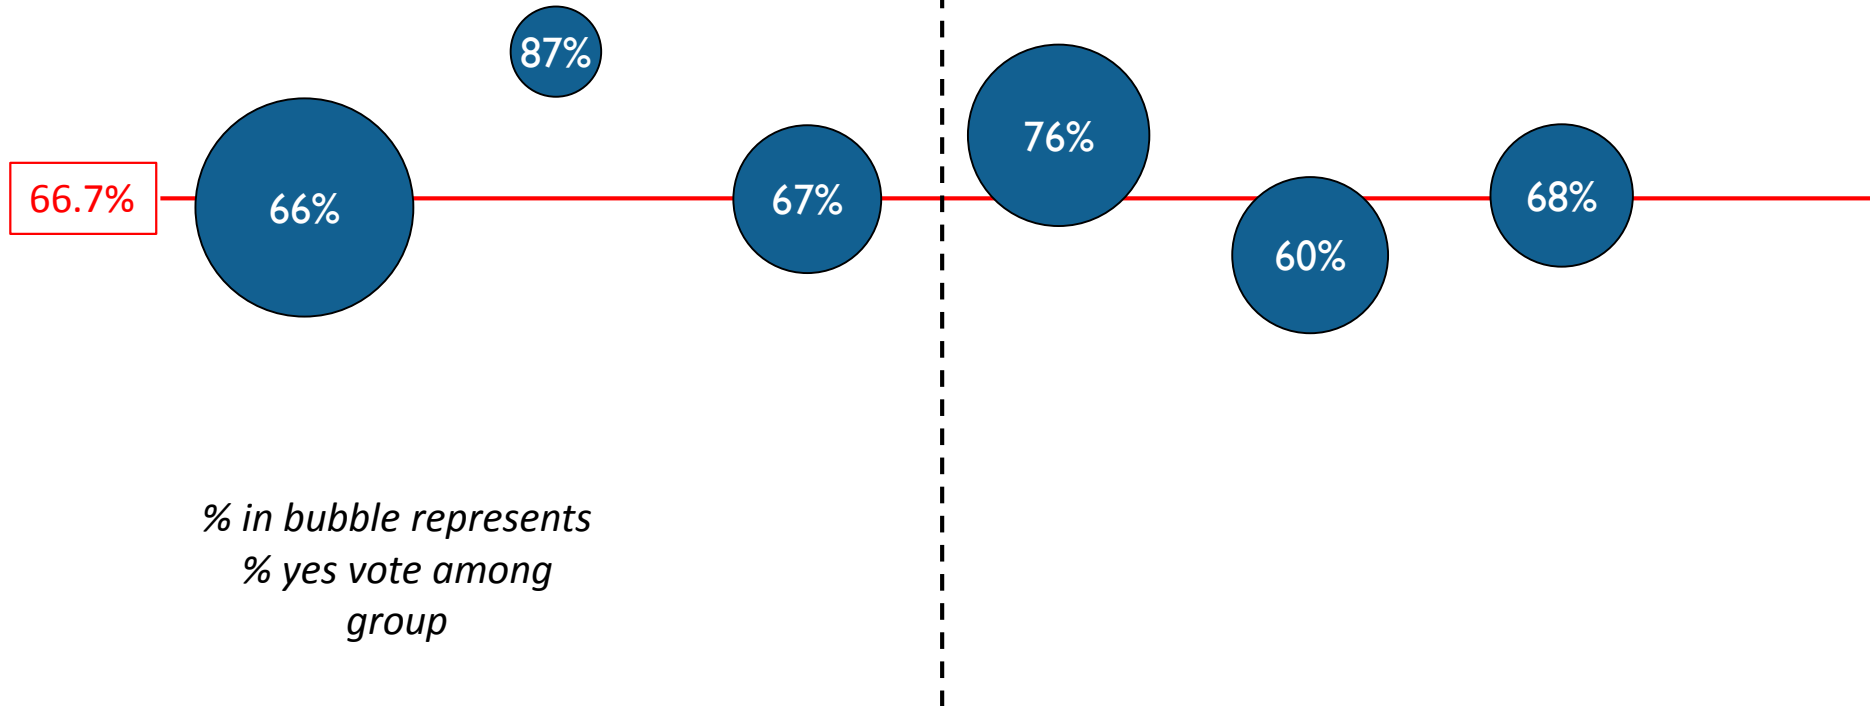 87%
76%
66.7%
66%
67%
68%
60%
% in bubble represents
% yes vote among
group